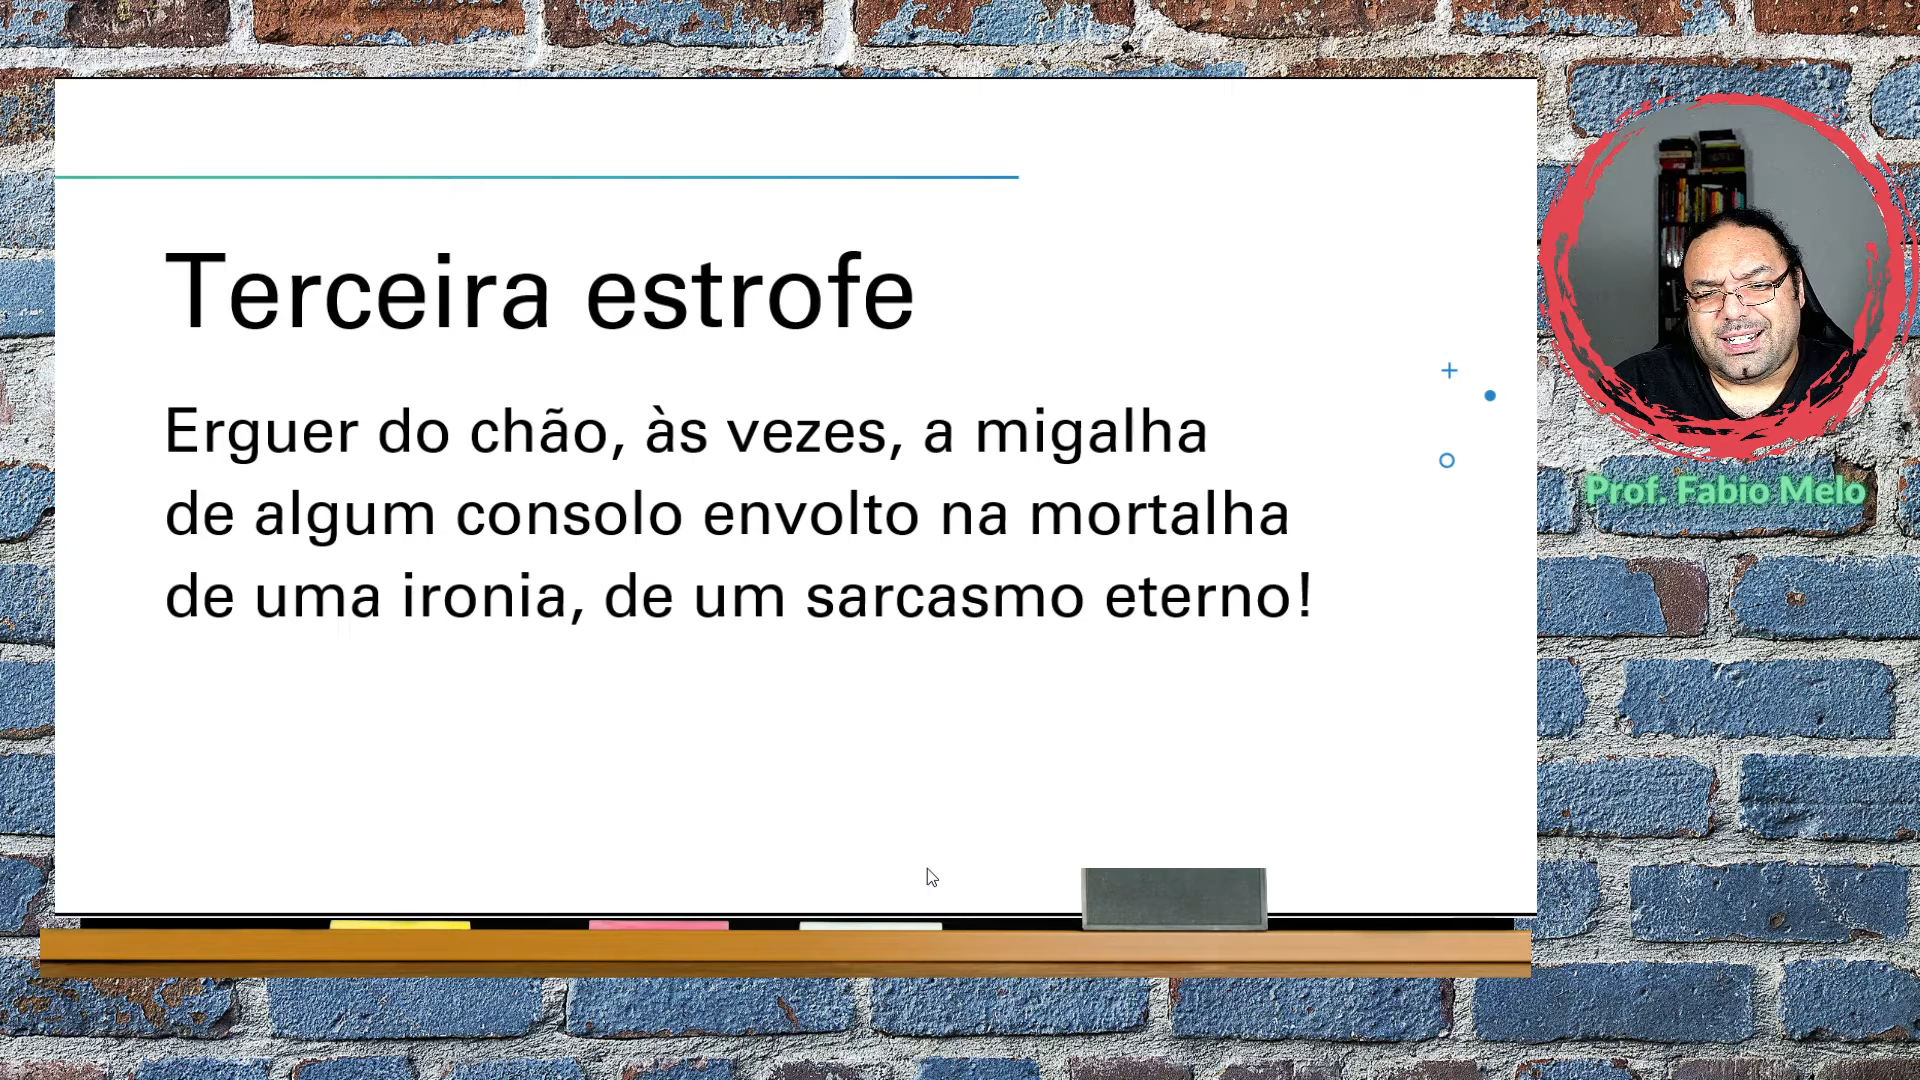 Terceira estrofe
Erguer do chão, às vezes, a migalha
de algum consolo envolto na mortalha
de uma ironia, de um sarcasmo eterno!
Prof. Fabio Melo